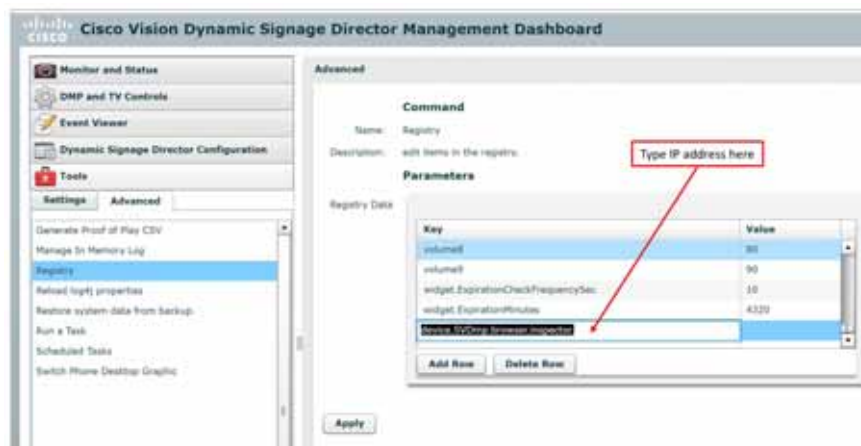 CISCO
Cisco Vision Dynamic Signage Director Management Dashboard
Monitor and Status
DMP and TV Controls
Event Viewer
Dynamic Signage Director Configuration
Tools
Settings
Advanced
Generate Proof of Play CSV
Manage In Memory Log
Registry
Reload log4j properties
Restore system data from backup
Run a Task
Scheduled Tasks
Switch Phone Desktop Graphic
Advanced
Command
Name: Registry
Description: edit items in the registry.
Type IP address here
Parameters
Registry Data
Key Value
volume8 80
volume9 90
widget.ExpirationCheckFrequencySec 10
widget.ExpirationMinutes 4320
device.SVDmp.browser.inspector
Add Row Delete Row
Apply